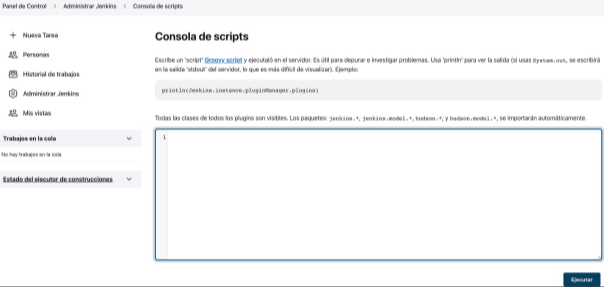 Panel de Control > Administrar Jenkins > Consola de scripts
+ Nueva Tarea
Personas
Historial de trabajos
Administrar Jenkins
Mis vistas
Trabajos en la cola
No hay trabajos en la cola
Estado del ejecutor de construcciones
Consola de scripts
Escribe un 'script' Groovy script y ejecutaló en el servidor. Es útil para depurar e investigar problemas. Usa 'println' para ver la salida (si usas System.out, se escribirá
en la salida 'stdout' del servidor, lo que es más difícil de visualizar). Ejemplo:
println(Jenkins.instance.pluginManager.plugins)
Todas las clases de todos los plugins son visibles. Los paquetes: jenkins.*, jenkins.model.*, hudson.*, y hudson.model.*, se importarán automáticamente.
1
Ejecutar